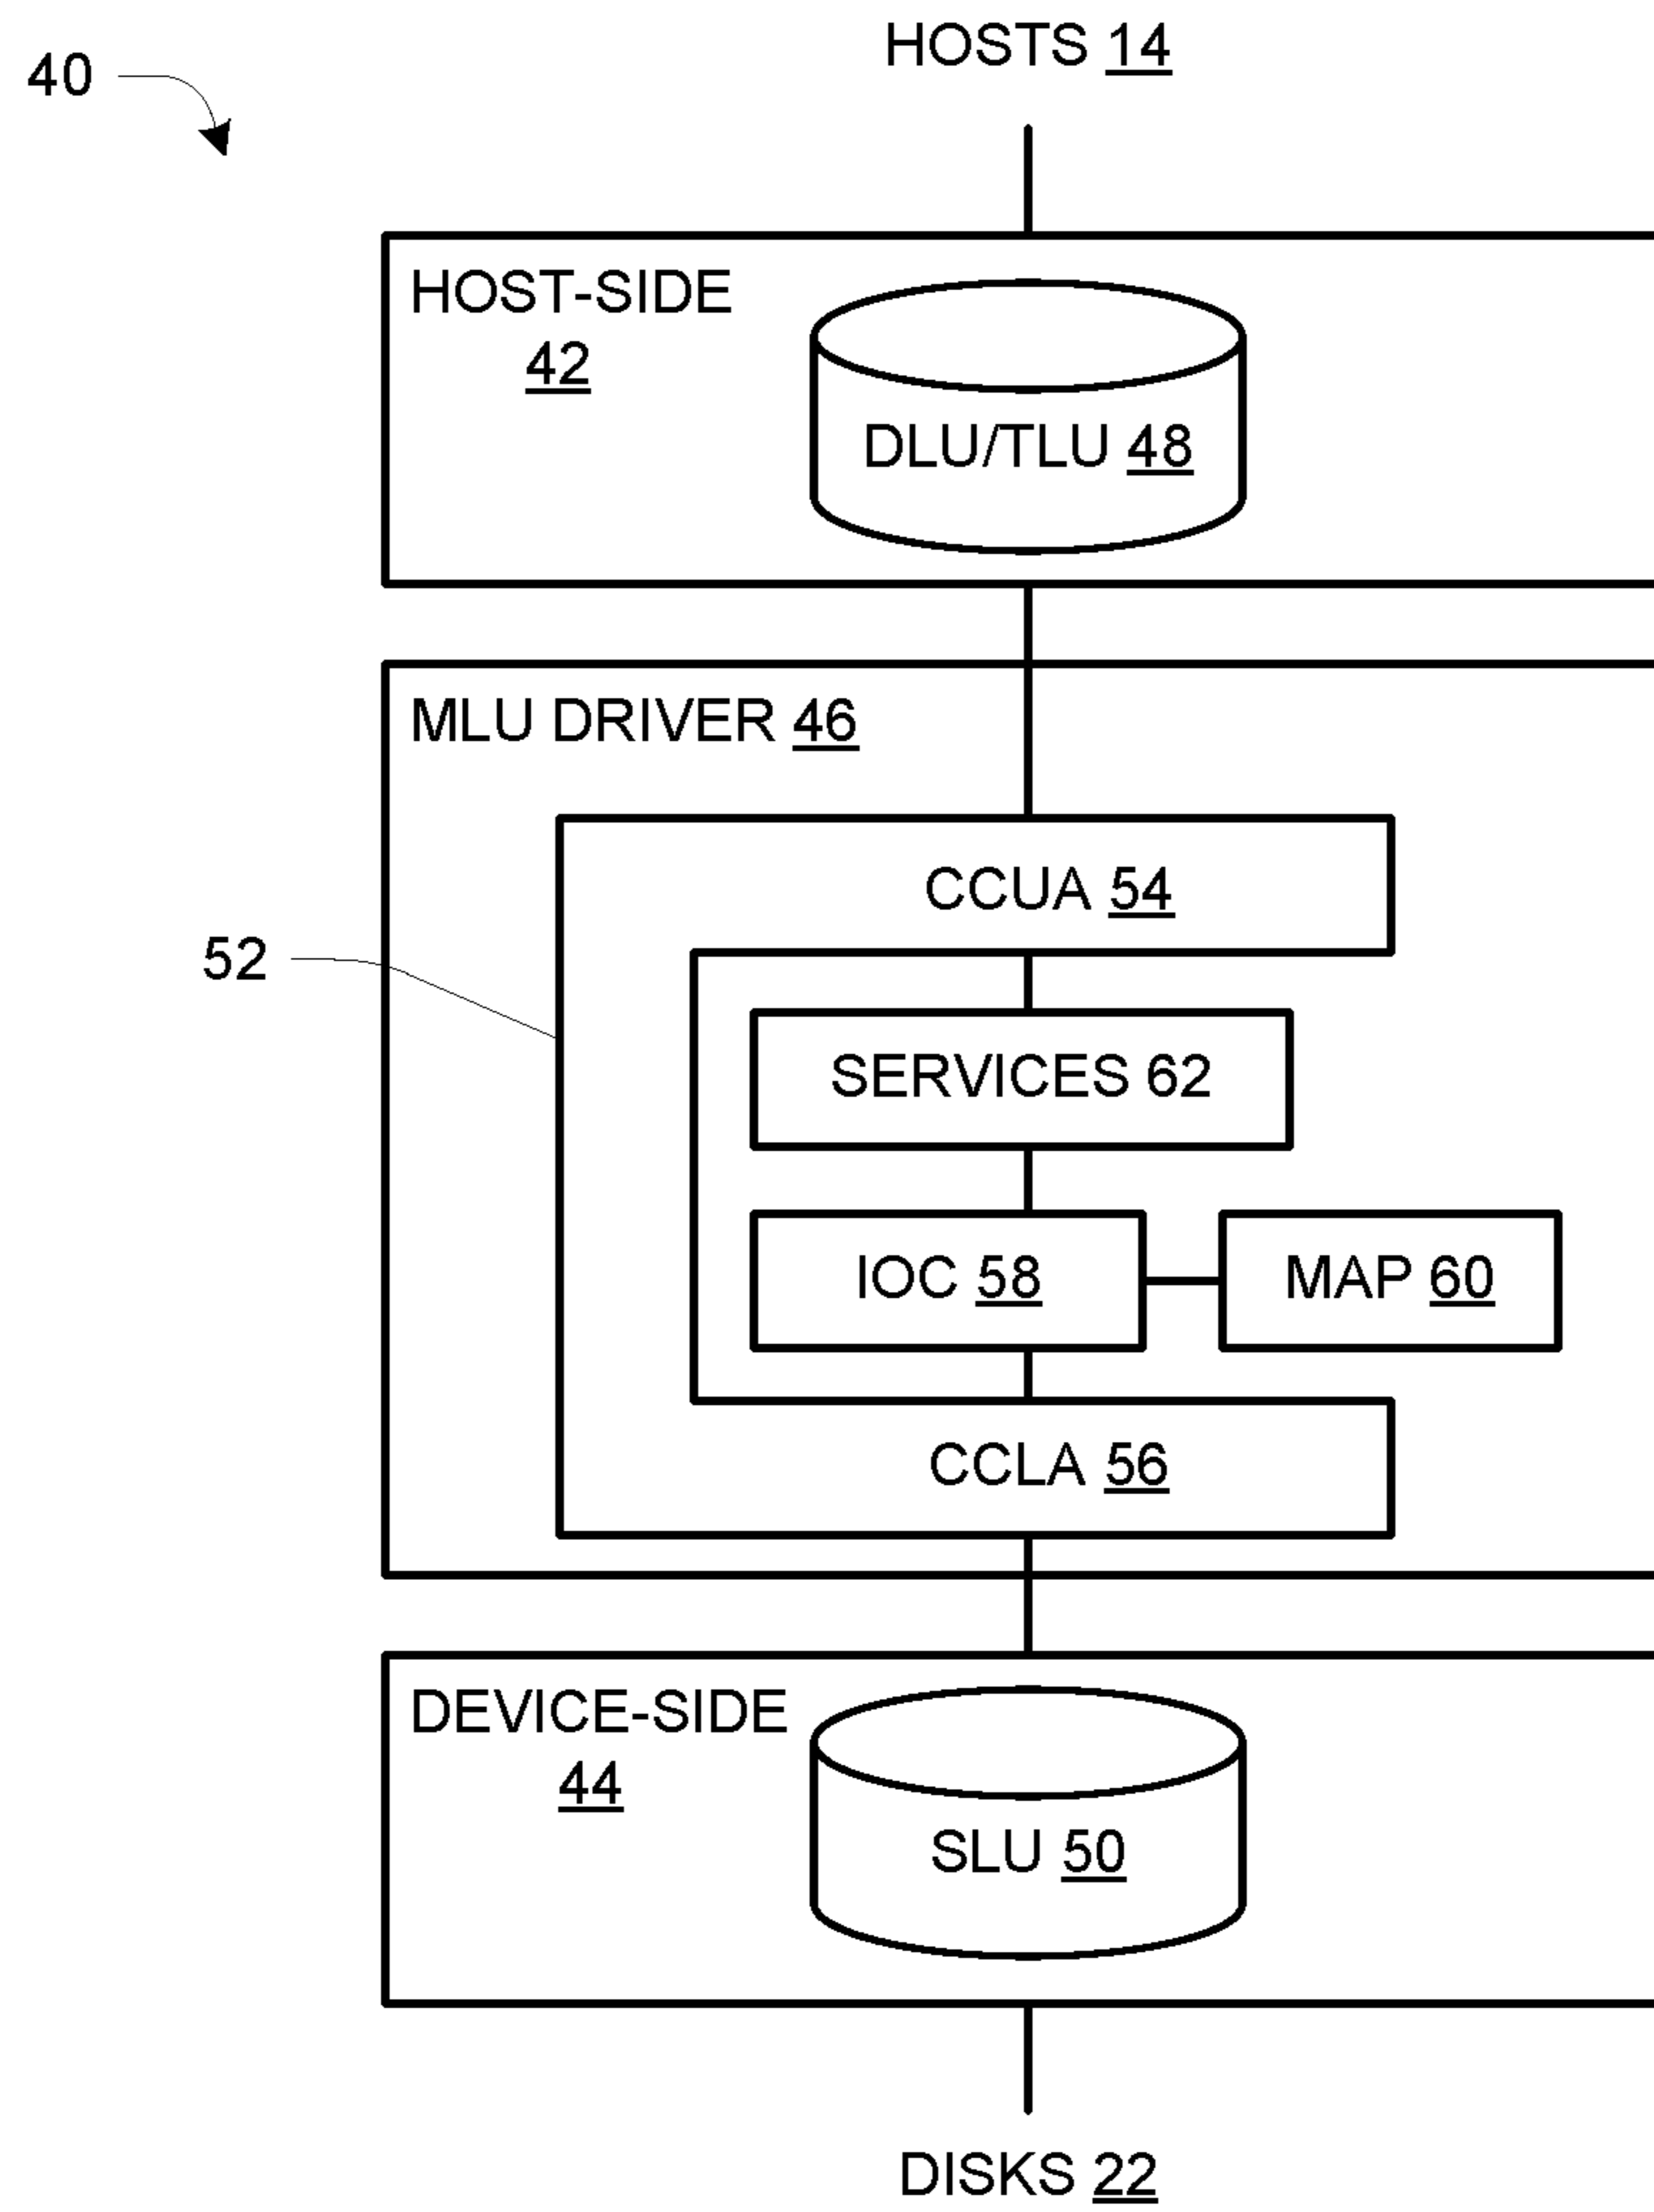 HOSTS 14
40
HOST-SIDE
42
DLU/TLU 48
MLU DRIVER 46
CCUA 54
52
SERVICES 62
IOC 58
MAP 60
CCLA 56
DEVICE-SIDE
44
SLU 50
DISKS 22